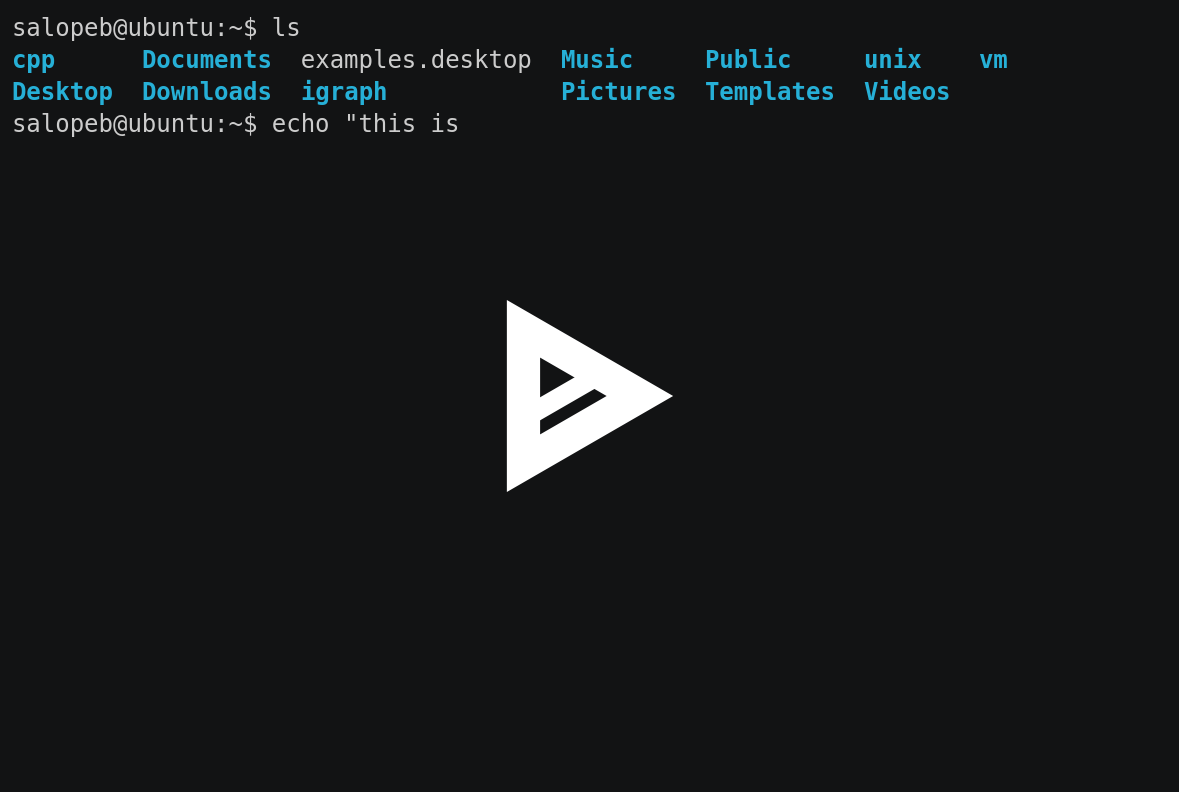 salopeb@ubuntu:~$ ls
cpp      Documents  examples.desktop  Music     Public     unix    vm
Desktop  Downloads  igraph            Pictures  Templates  Videos
salopeb@ubuntu:~$ echo "this is